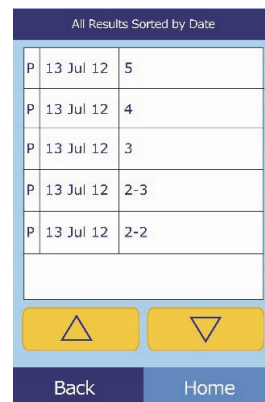 All Results Sorted by Date
P 13 Jul 12 5
P 13 Jul 12 4
P 13 Jul 12 3
P 13 Jul 12 2-3
P 13 Jul 12 2-2
Back Home